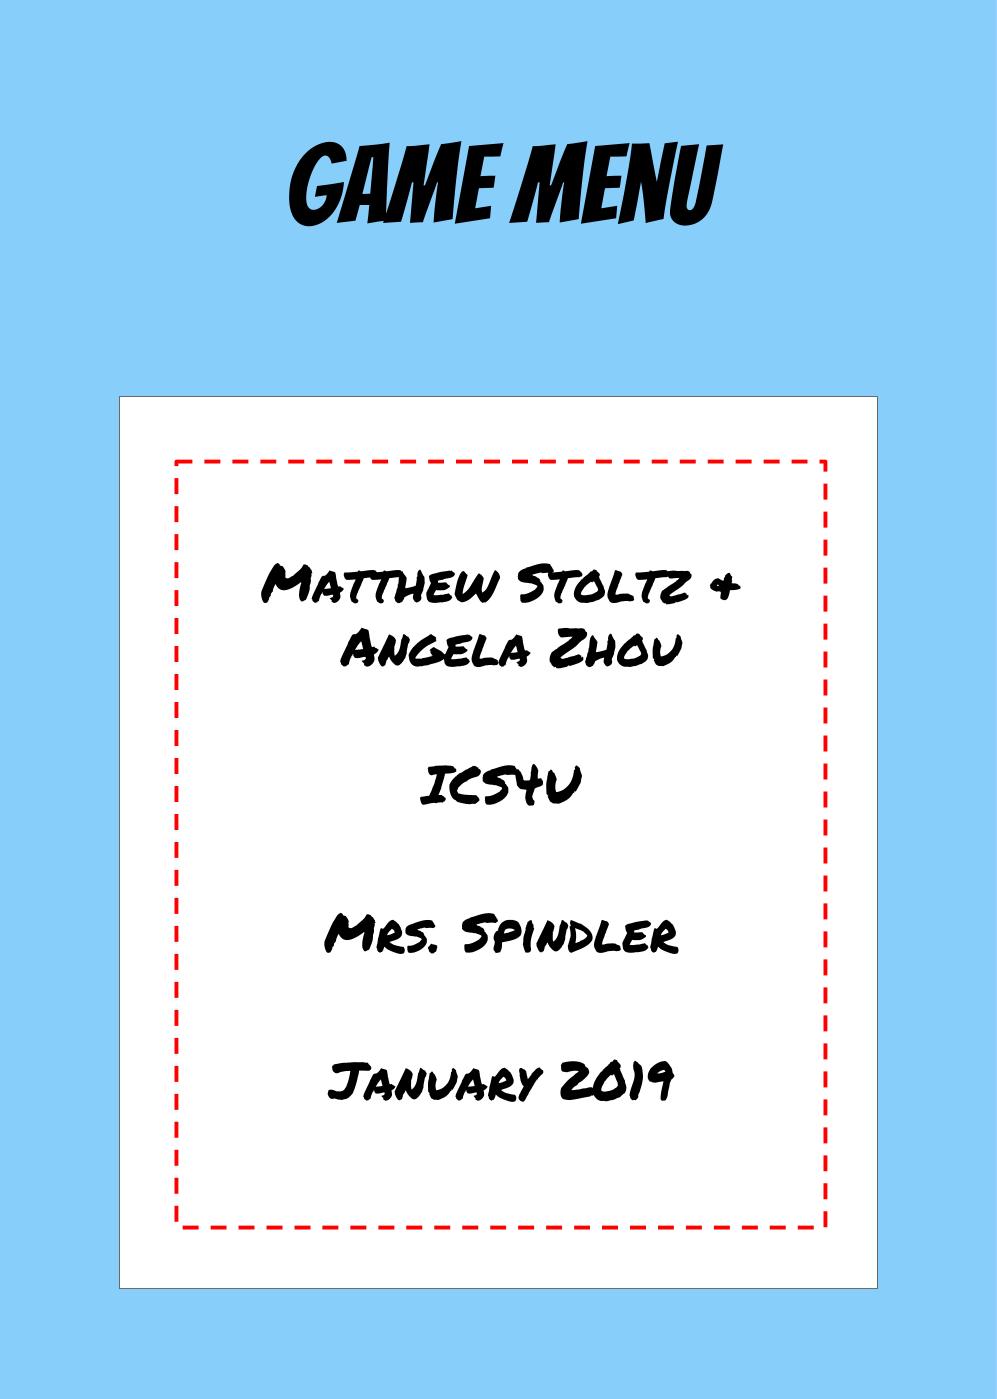 GAME MENU
MATTHEW STOLTZ &
ANGELA ZHOU
ICS4U
MRS. SPINDLER
JANUARY 2019